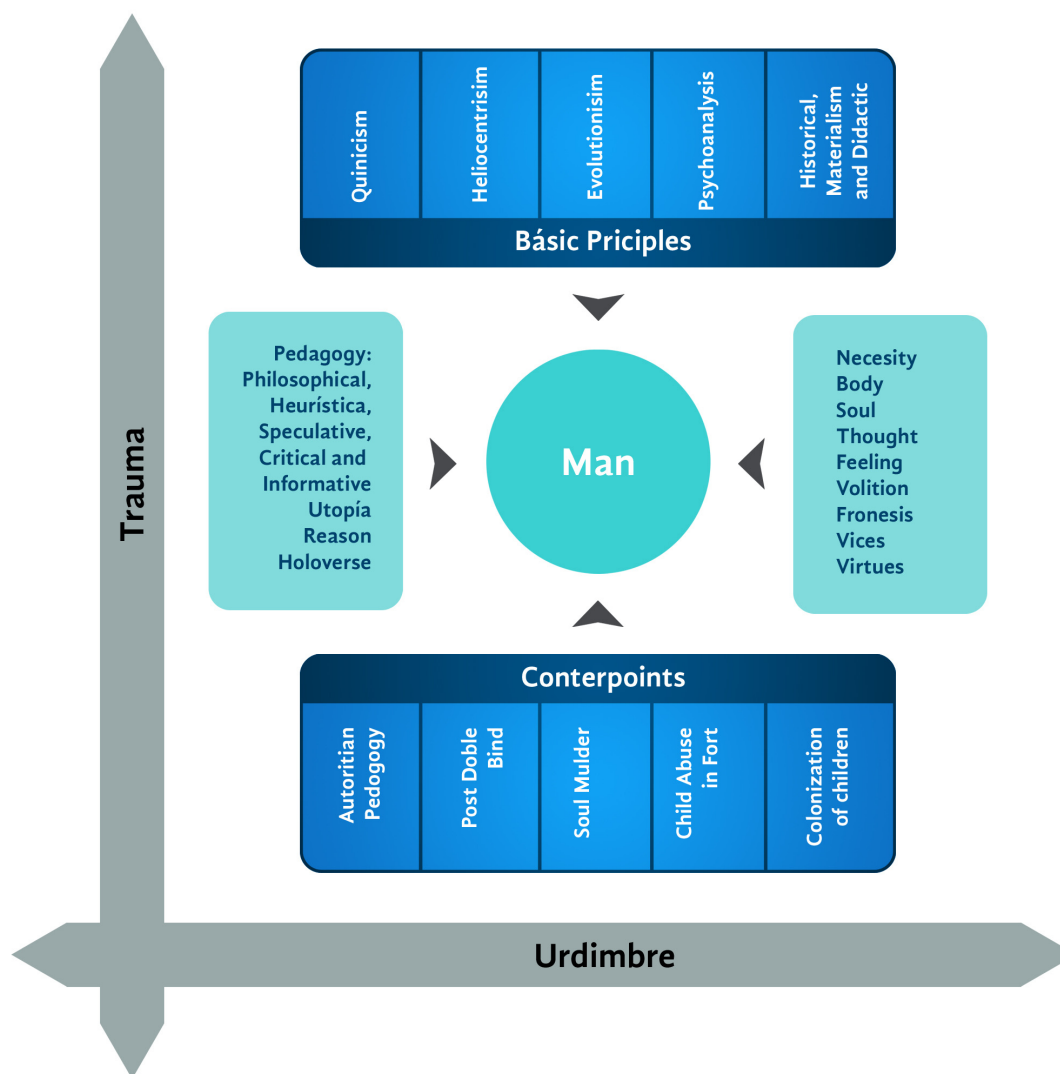 Quinicism
Heliocentrisim
Evolutionisim
Psychoanalysis
Historical,
Materialism
and Didactic
Básic Priciples
Trauma
Pedagogy:
Philosophical,
Heurística,
Speculative,
Critical and
Informative
Utopía
Reason
Holoverse
Man
Necesity
Body
Soul
Thought
Feeling
Volition
Fronesis
Vices
Virtues
Conterpoints
Autoritian
Pedogogy
Post Doble
Bind
Soul Mulder
Child Abuse
in Fort
Colonization
of children
Urdimbre